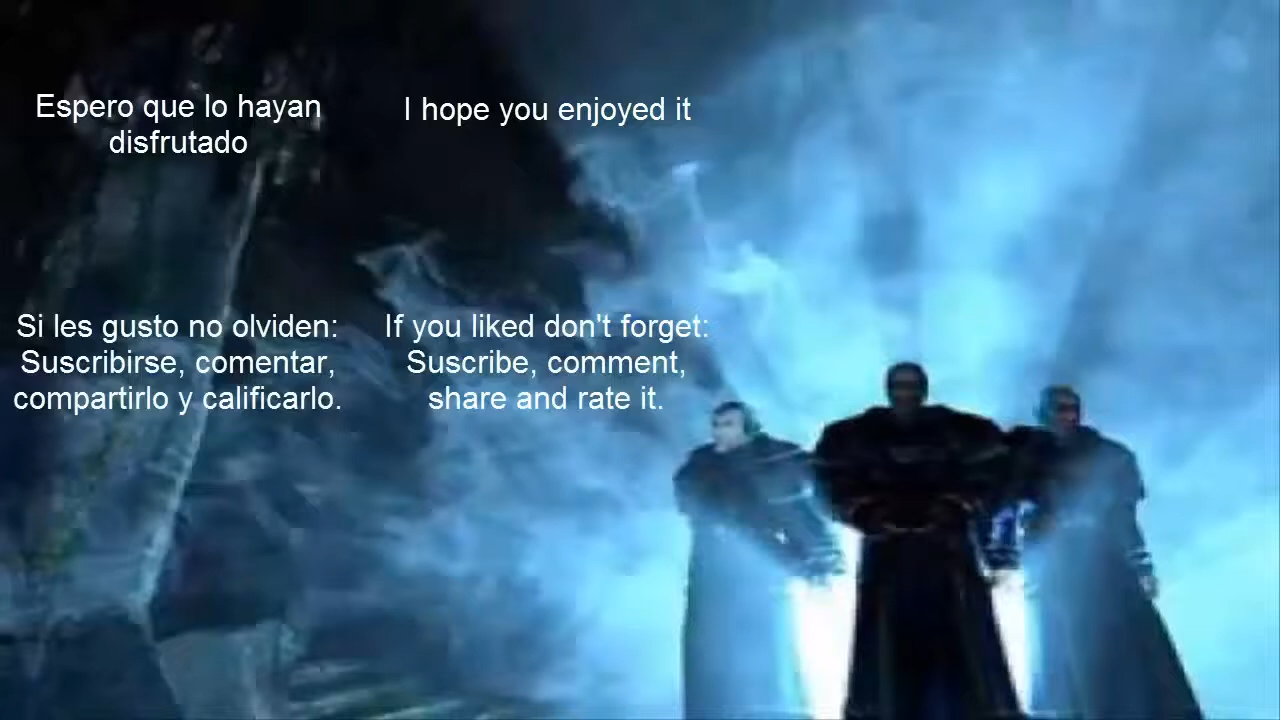 Espero que lo hayan
disfrutado
I hope you enjoyed it
Si les gusto no olviden:
Suscribirse, comentar,
compartirlo y calificarlo.
If you liked don't forget:
Suscribe, comment,
share and rate it.